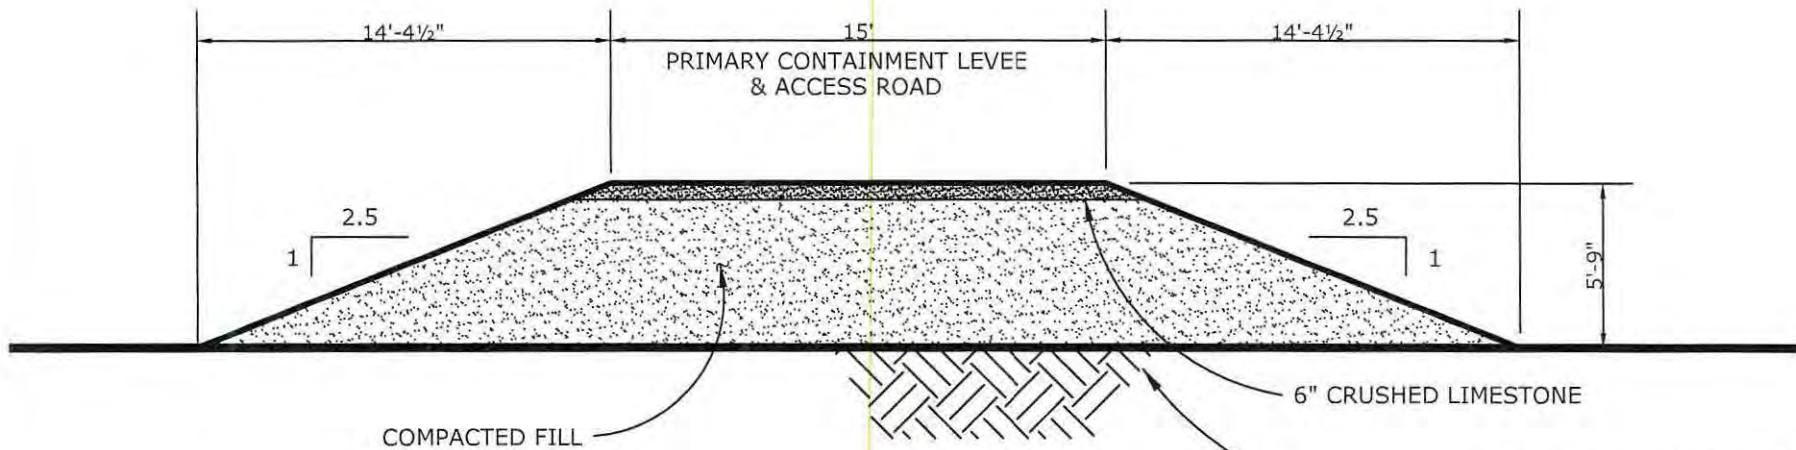 14'-4½"
15'
14'-4½"
PRIMARY CONTAINMENT LEVEE
& ACCESS ROAD
2.5
1
2.5
1
5'-9"
6" CRUSHED LIMESTONE
COMPACTED FILL